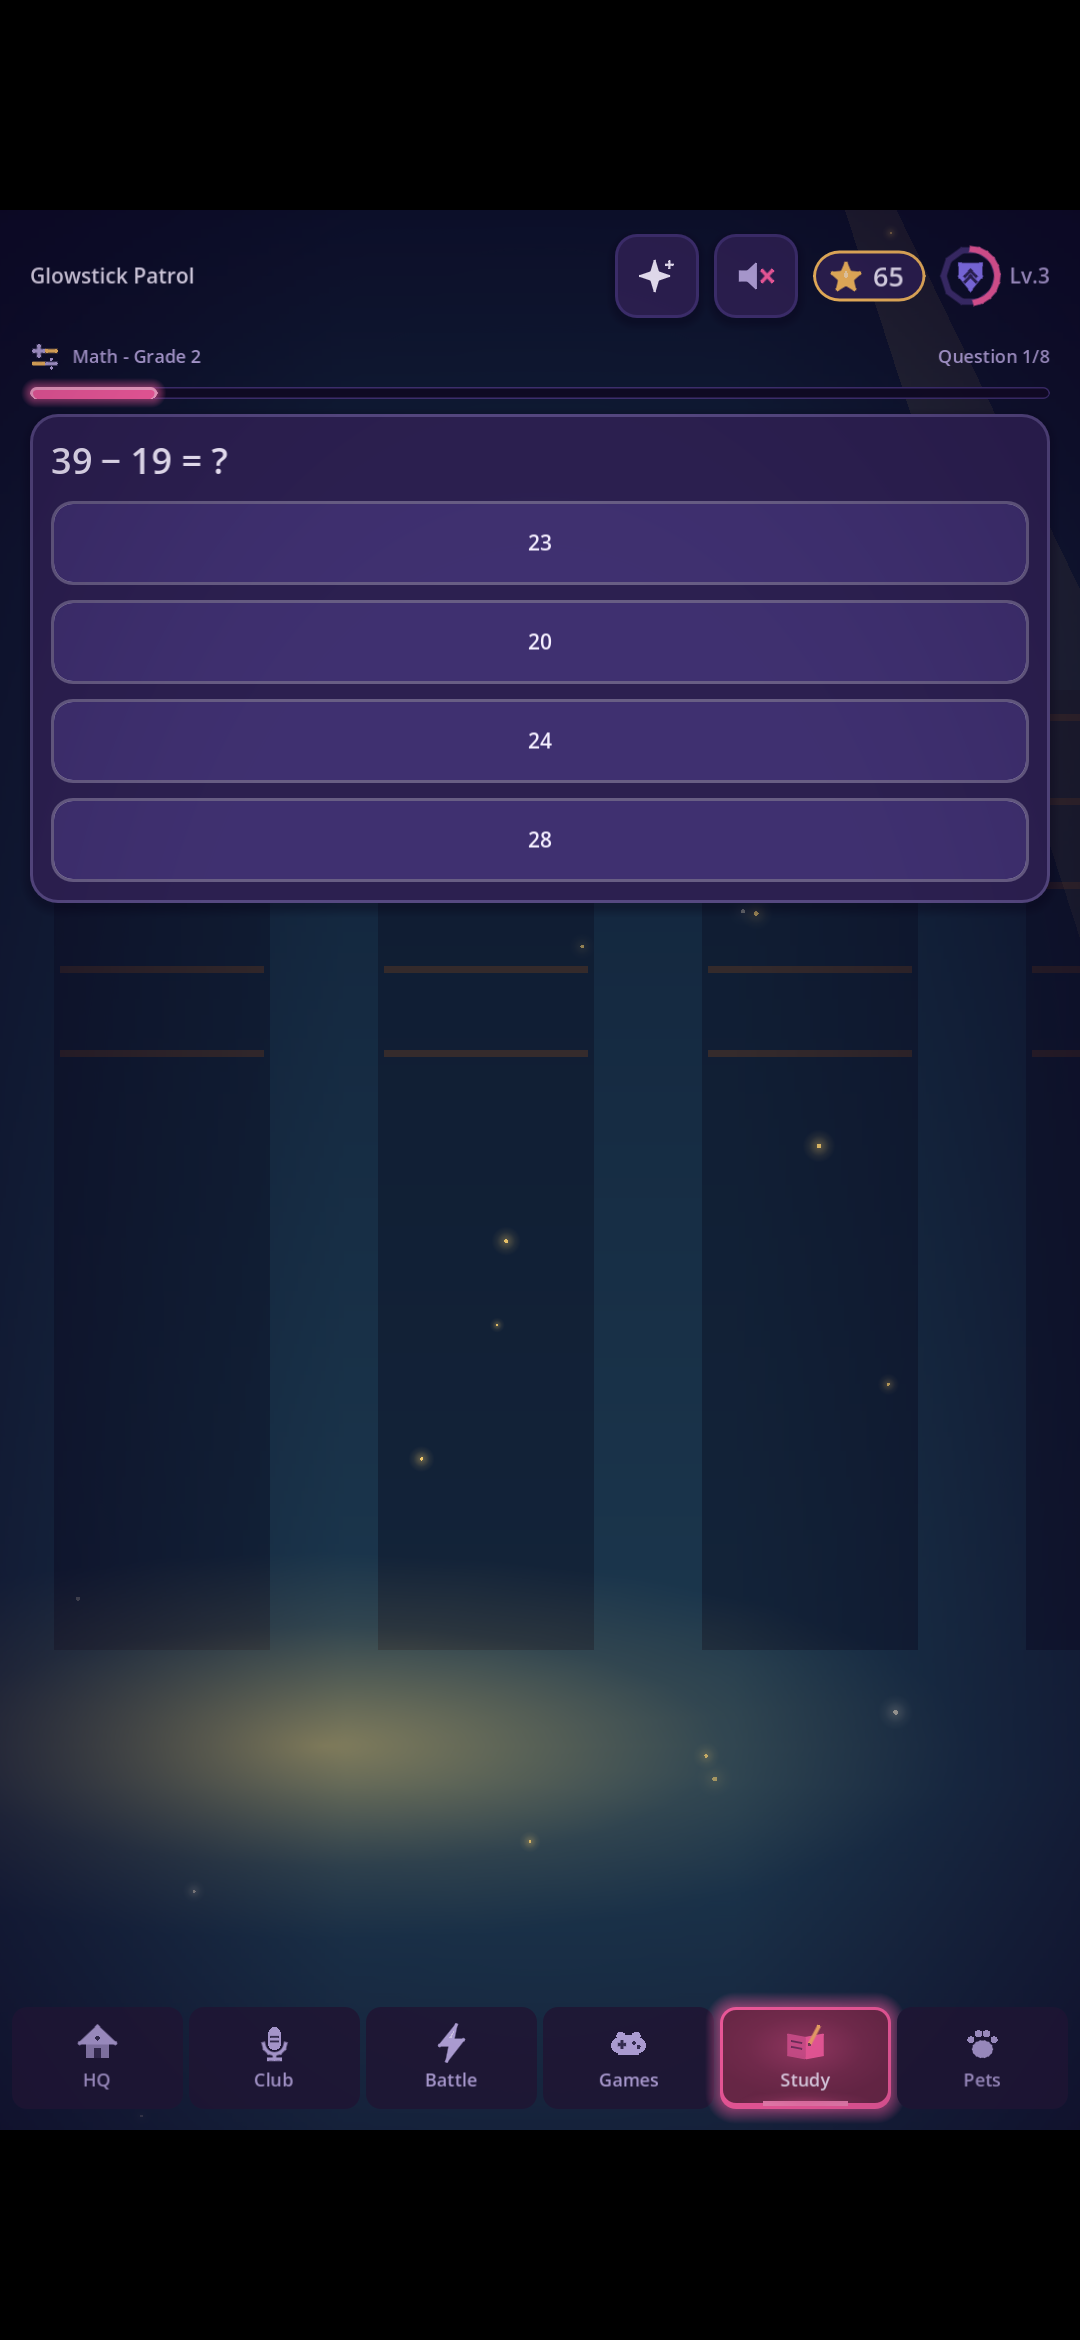 Glowstick Patrol
65
Lv.3
Math - Grade 2
Question 1/8
39 − 19 = ?
23
20
24
28
HQ
Club
Battle
Games
Study
Pets